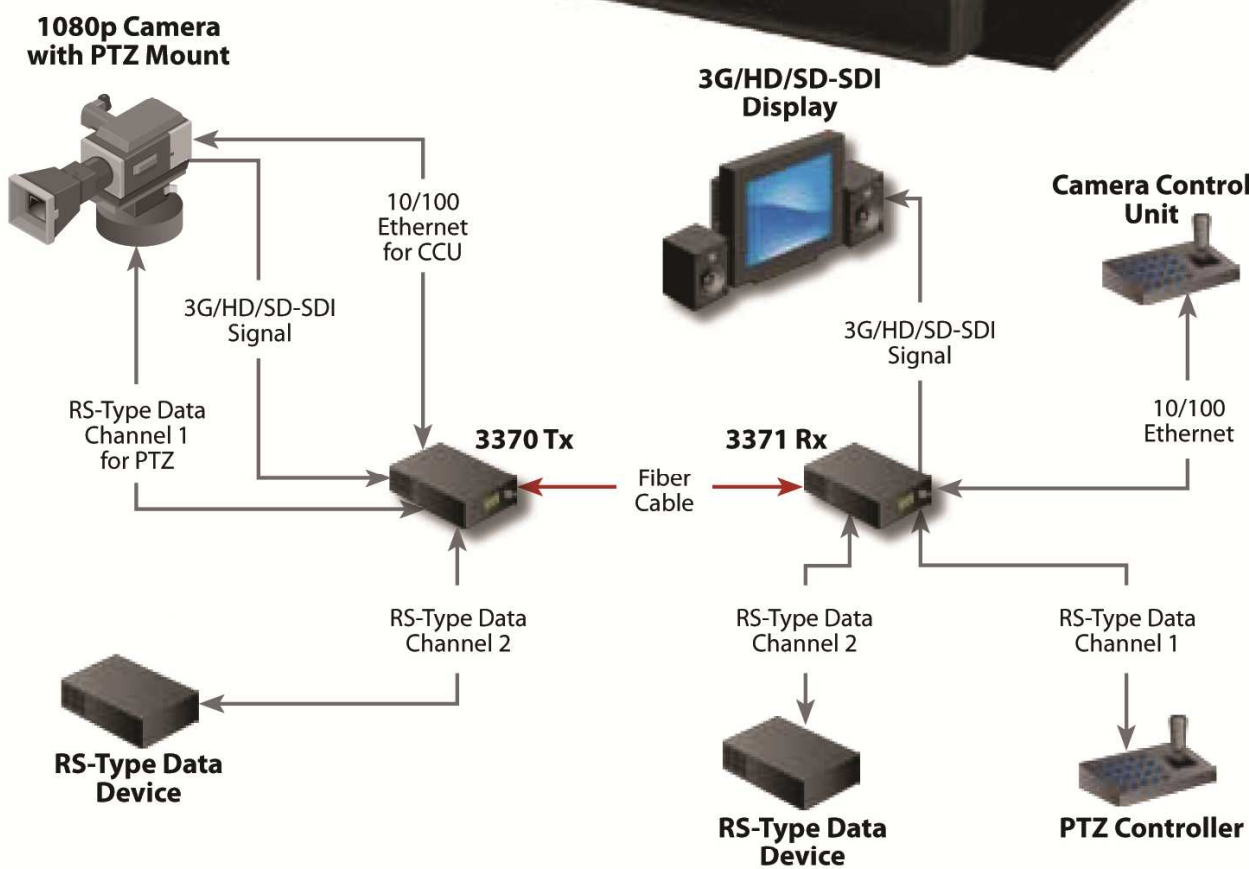 1080p Camera
with PTZ Mount
3G/HD/SD-SDI
Display
Camera Control
Unit
10/100
Ethernet
for CCU
3G/HD/SD-SDI
Signal
3G/HD/SD-SDI
Signal
RS-Type Data
Channel 1
for PTZ
10/100
Ethernet
3370 Tx
3371 Rx
Fiber
Cable
RS-Type Data
Channel 2
RS-Type Data
Channel 2
RS-Type Data
Channel 1
RS-Type Data
Device
RS-Type Data
Device
PTZ Controller